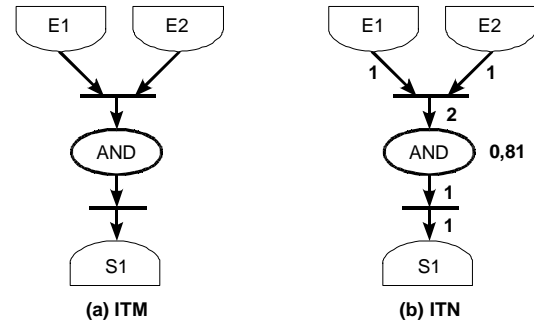 E1 E2 E1 E2
1 1
2
AND AND 0,81
1
1
S1 S1
(a) ITM (b) ITN